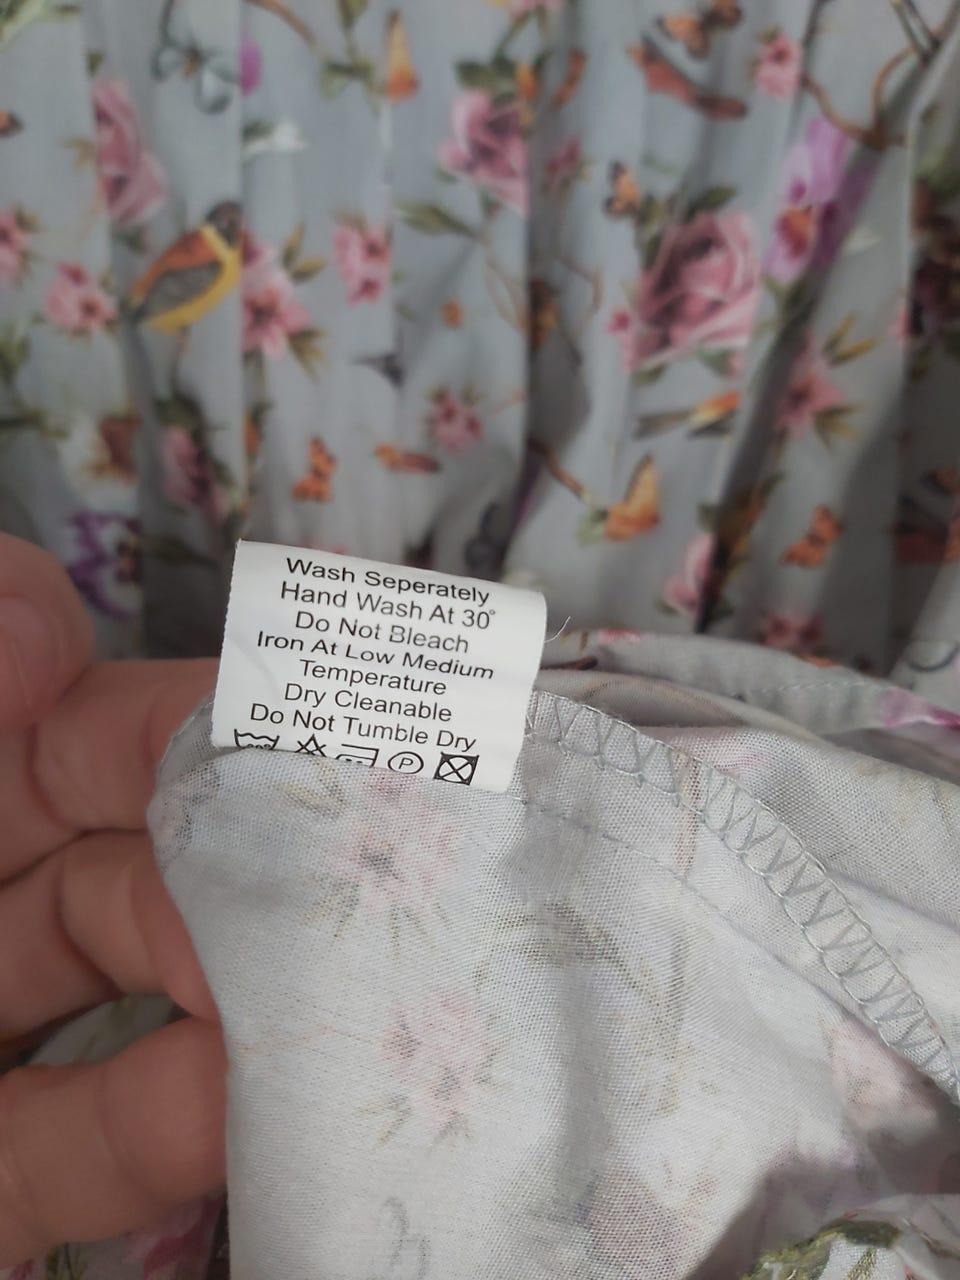 Wash Seperately
Hand Wash At 30°
Do Not Bleach
Iron At Low Medium
Temperature
Dry Cleanable
Do Not Tumble Dry
P